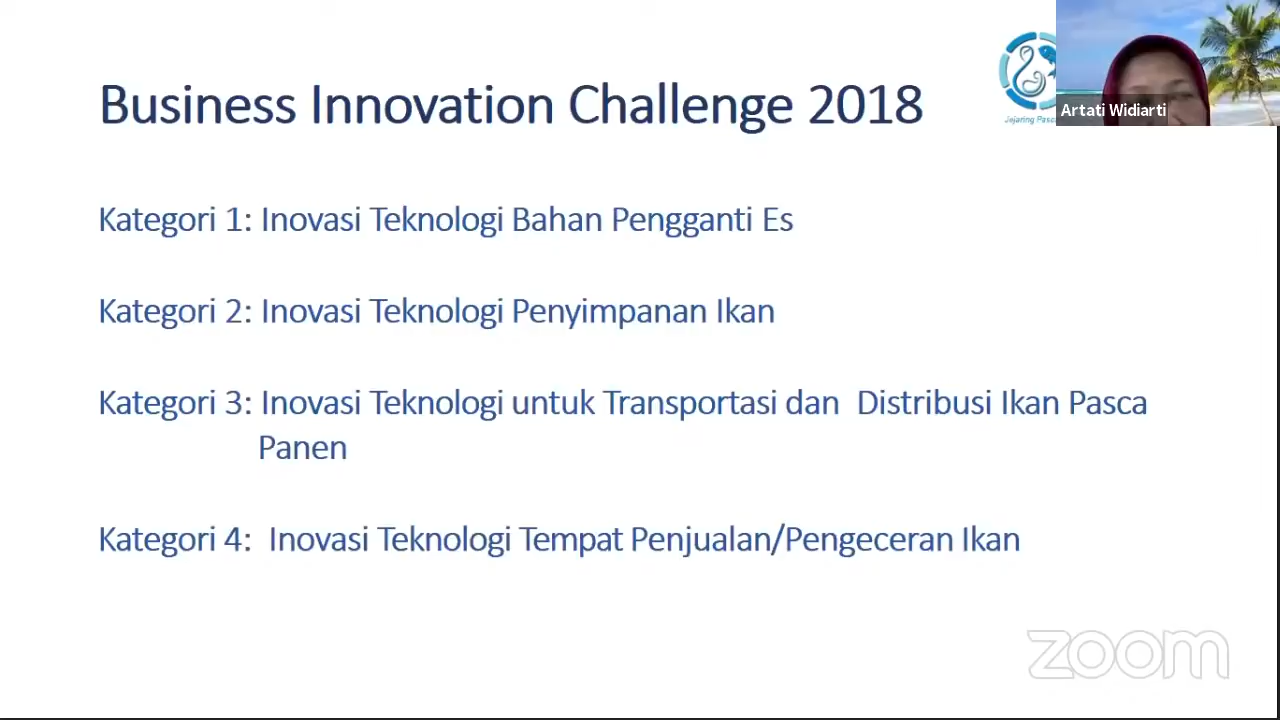 Business Innovation Challenge 2018
Jejaring
Artati Widiarti
Kategori 1: Inovasi Teknologi Bahan Pengganti Es
Kategori 2: Inovasi Teknologi Penyimpanan Ikan
Kategori 3: Inovasi Teknologi untuk Transportasi dan Distribusi Ikan Pasca
Panen
Kategori 4: Inovasi Teknologi Tempat Penjualan/Pengeceran Ikan
zoom